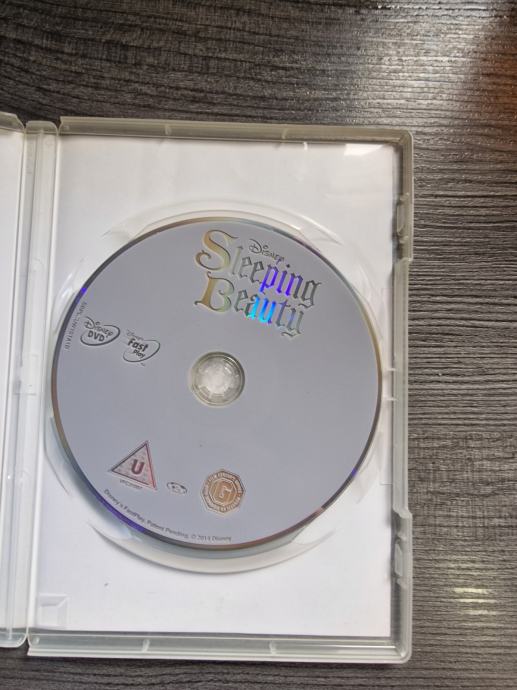 Disney
Sleeping
Beauty
Disney
DVD
Disney's
Fast
Play
U
G
Disney's FastPlay: Patent Pending. © 2014 Disney